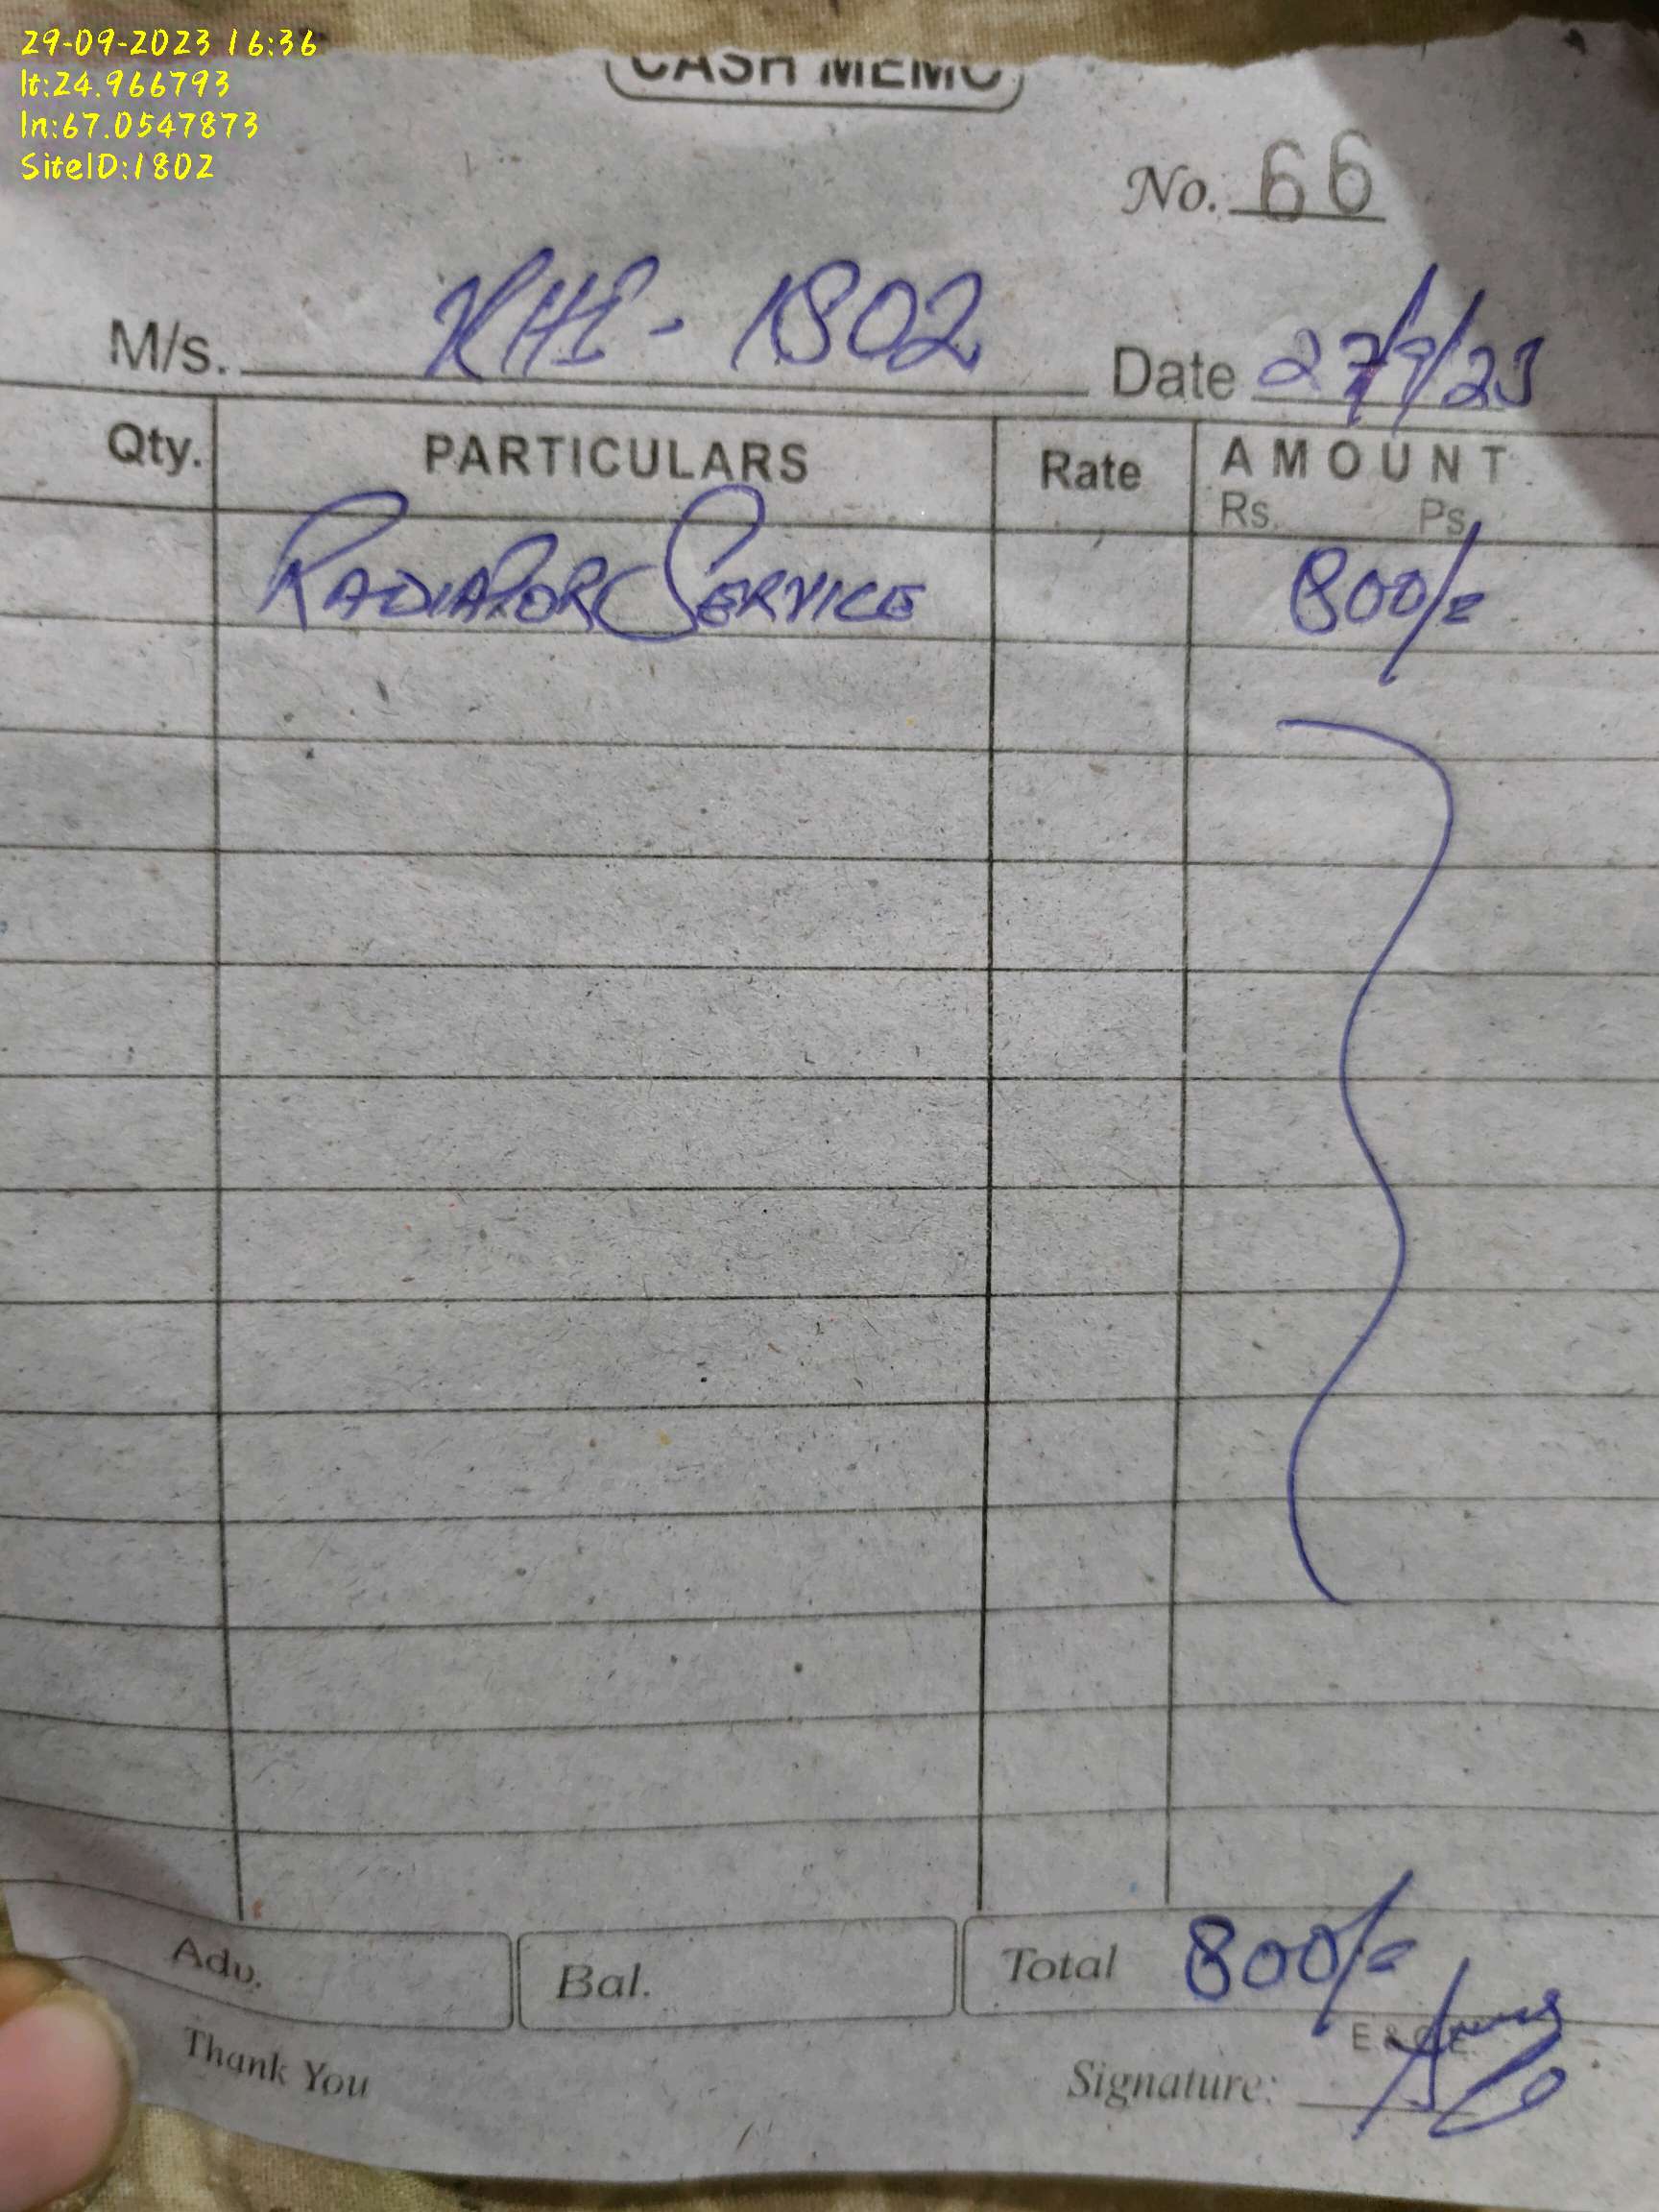 29-09-2023 16:36
lt:24.966793
ln:67.0547873
SiteID:1802
CASH MEMO
No. 66
M/s. KHI - 1802 Date 27/9/23
Qty. PARTICULARS Rate AMOUNT
Rs. Ps.
RADIATOR SERVICE 800/=
Adv. Bal. Total 800/=
E & O.E
Thank You Signature: